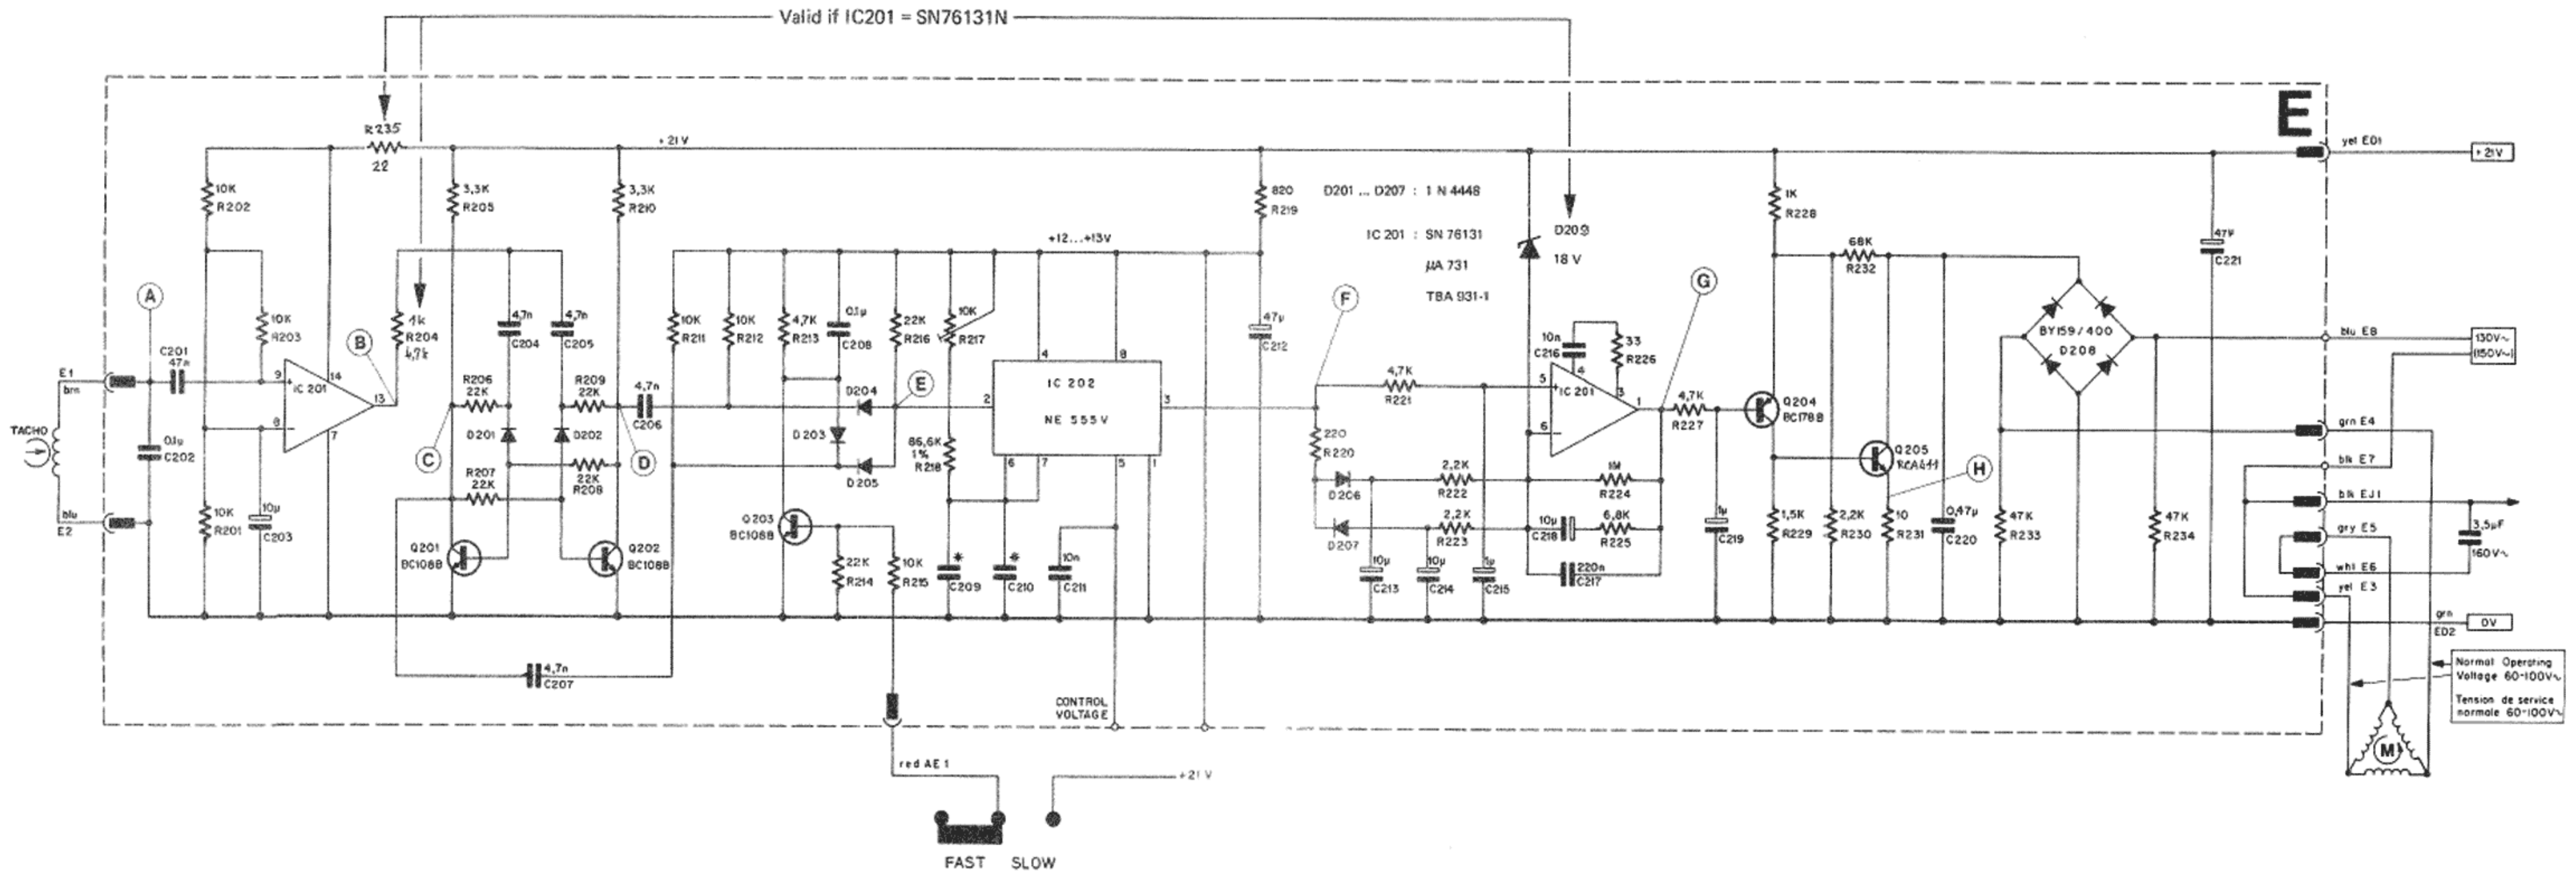 Valid if IC201 = SN76131N
E
R235
22
+21V
yel E01
+21V
10K
R202
3,3K
R205
3,3K
R210
820
R219
D201 ... D207 : 1 N 4448
IC 201 : SN 76131
µA 731
TBA 931-1
D209
18 V
1K
R228
68K
R232
47µ
C221
+12...+13V
A
B
C
D
E
F
G
H
10K
R203
1k
R204
4,7k
4,7n
C204
4,7n
C205
10K
R211
10K
R212
4,7K
R213
0,1µ
C208
22K
R216
10K
R217
47µ
C212
C201
47n
E1
brn
9
+
IC 201
14
13
8
7
TACHO
0,1µ
C202
blu
E2
10K
R201
10µ
C203
R206
22K
R209
22K
4,7n
C206
D201
D202
R207
22K
22K
R208
Q201
BC108B
Q202
BC108B
4,7n
C207
D204
D203
D205
86,6K
1%
R218
Q203
BC108B
22K
R214
10K
R215
*
C209
*
C210
10n
C211
4
8
IC 202
NE 555V
2
3
6
7
5
1
4,7K
R221
220
R220
D206
D207
2,2K
R222
2,2K
R223
10µ
C213
10µ
C214
1µ
C215
10n
C216
33
R226
5
+
4
IC 201
3
1
6
1M
R224
10µ
C218
6,8K
R225
220n
C217
4,7K
R227
1µ
C219
Q204
BC178B
1,5K
R229
2,2K
R230
Q205
RCA411
10
R231
0,47µ
C220
BY159/400
D208
47K
R233
47K
R234
blu E8
130V~
(150V~)
grn E4
blk E7
blk EJ1
gry E5
3,5µF
160V~
whi E6
yel E3
grn
ED2
0V
Normal Operating
Voltage 60-100V~
Tension de service
normale 60-100V~
M
CONTROL
VOLTAGE
red AE1
+21 V
FAST SLOW